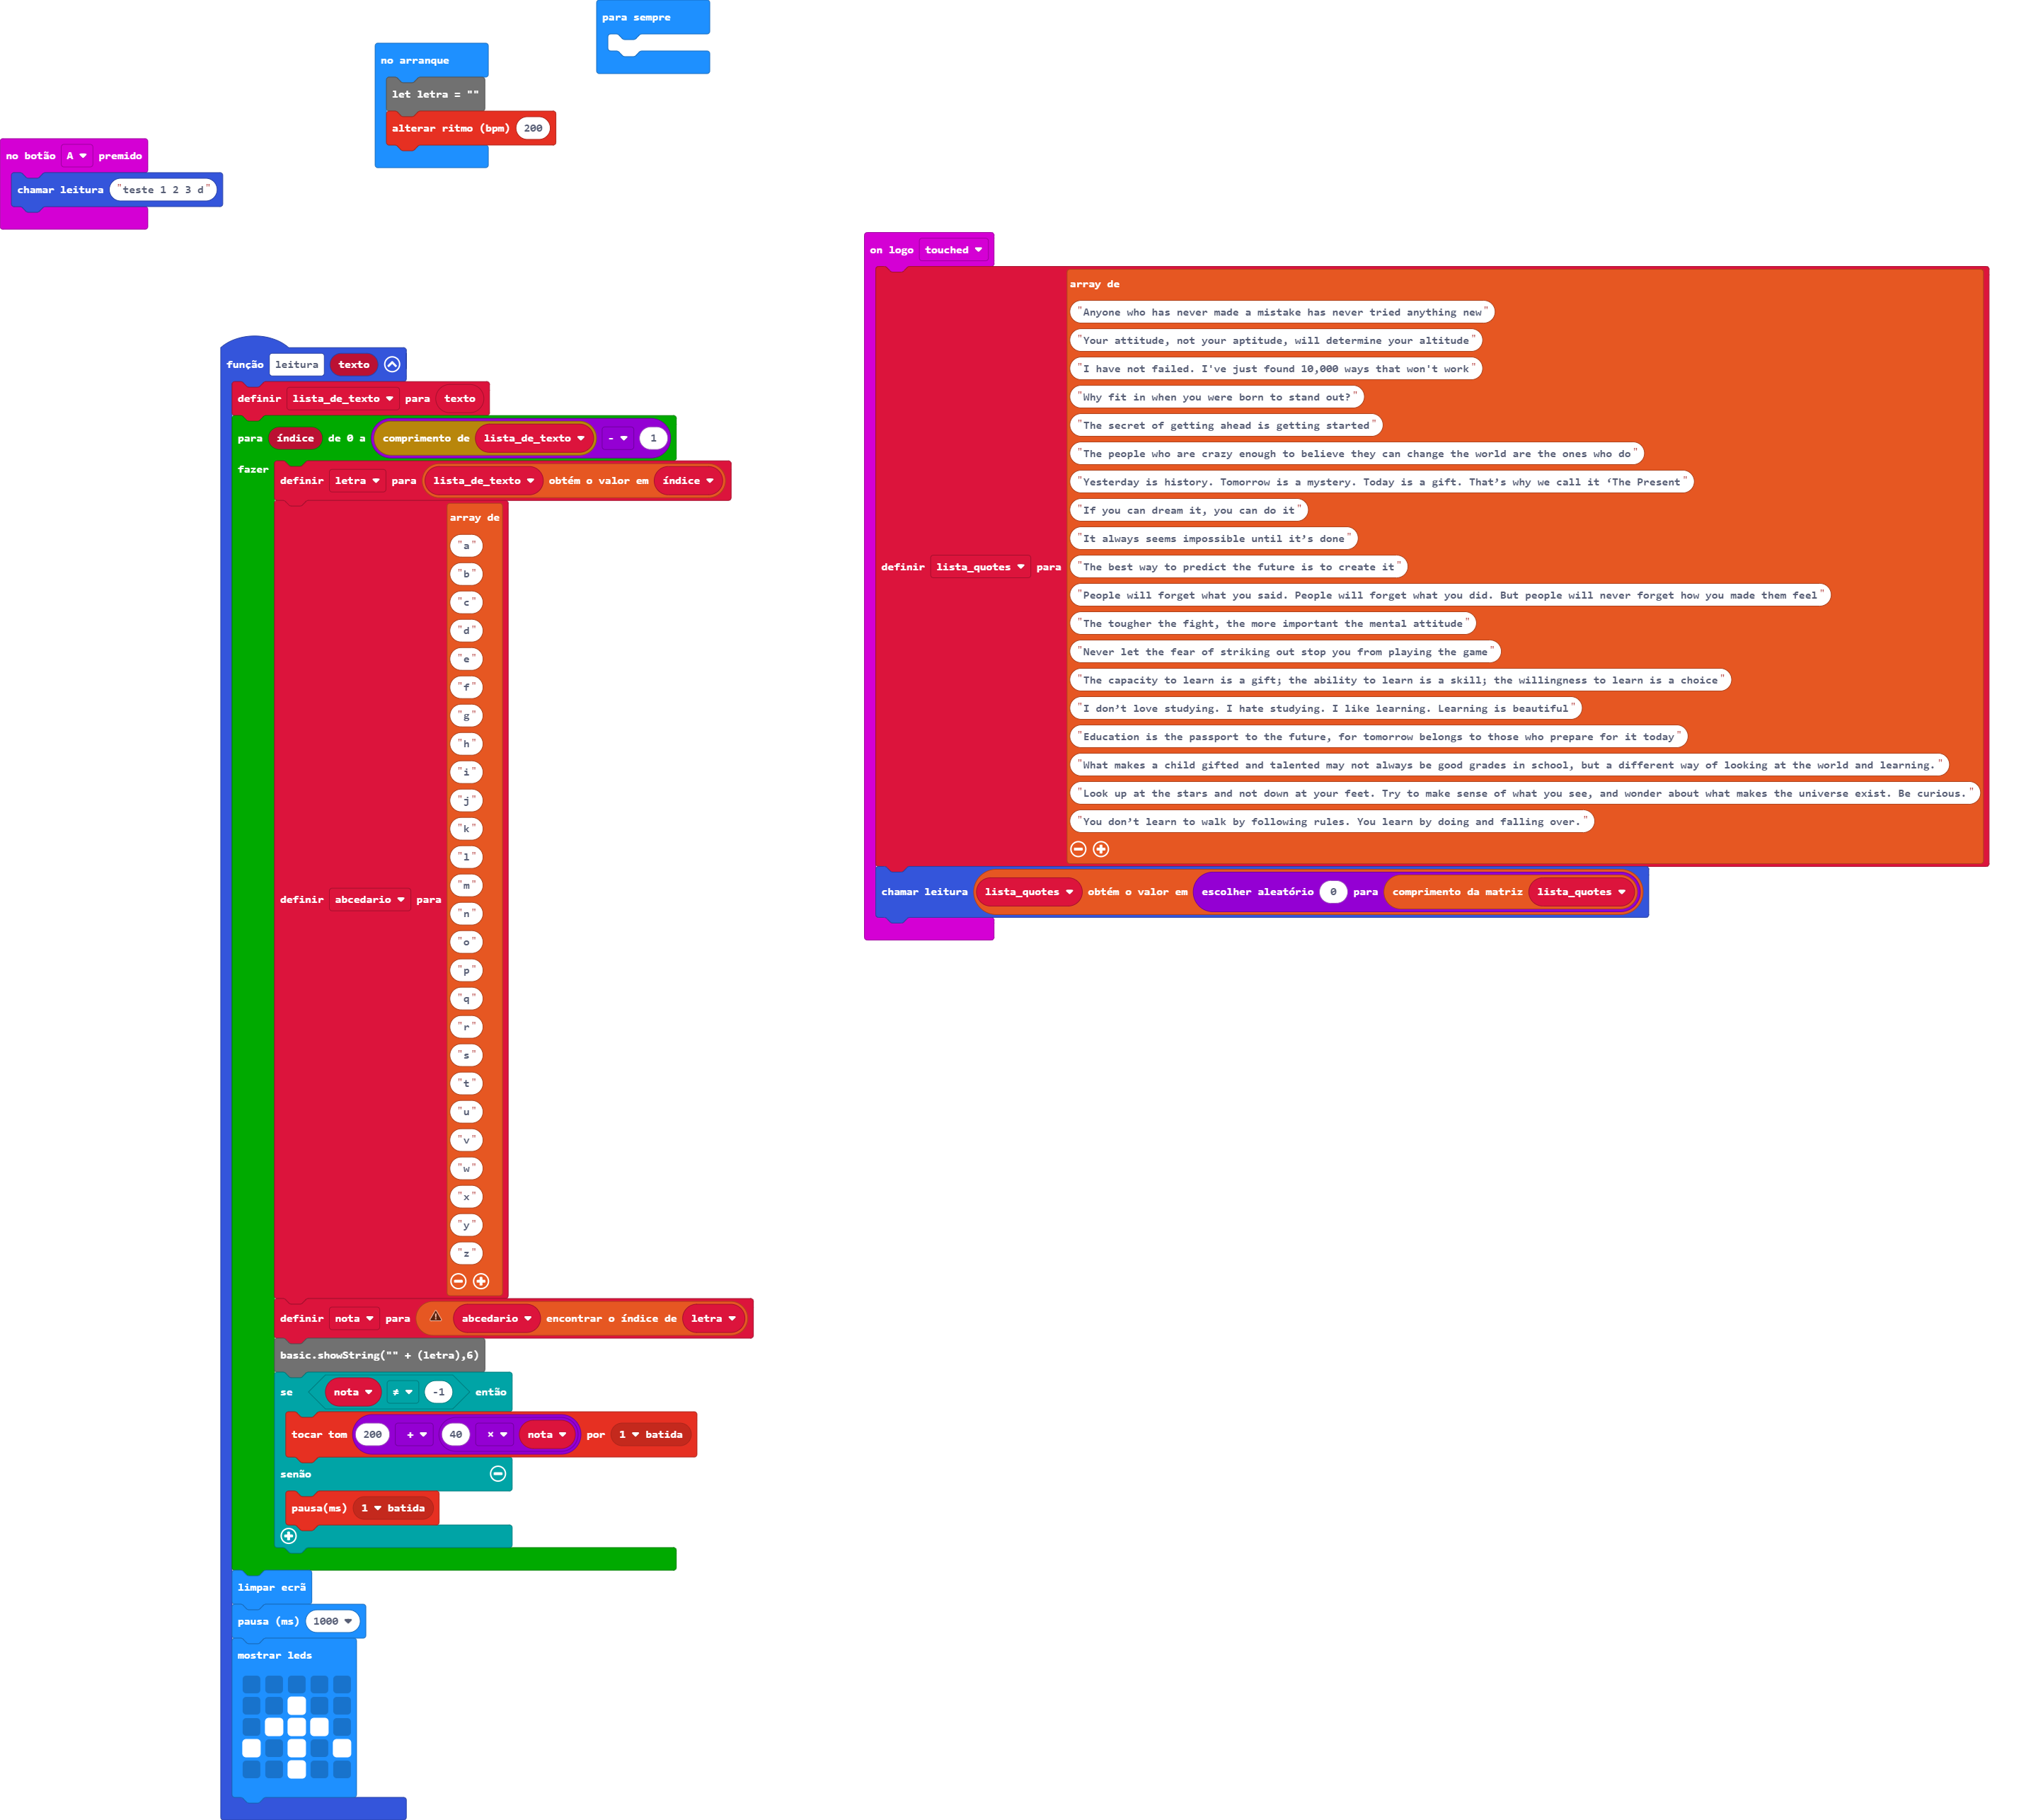 para sempre
no arranque
let letra = ""
alterar ritmo (bpm) 200
no botão A premido
chamar leitura "teste 1 2 3 d"
função leitura texto
definir lista_de_texto para texto
para índice de 0 a comprimento de lista_de_texto - 1
fazer
definir letra para lista_de_texto obtém o valor em índice
definir abcedario para
array de
"a"
"b"
"c"
"d"
"e"
"f"
"g"
"h"
"i"
"j"
"k"
"l"
"m"
"n"
"o"
"p"
"q"
"r"
"s"
"t"
"u"
"v"
"w"
"x"
"y"
"z"
definir nota para abcedario encontrar o índice de letra
basic.showString("" + (letra),6)
se nota ≠ -1 então
tocar tom 200 + 40 × nota por 1 batida
senão
pausa(ms) 1 batida
limpar ecrã
pausa (ms) 1000
mostrar leds
on logo touched
definir lista_quotes para
array de
"Anyone who has never made a mistake has never tried anything new"
"Your attitude, not your aptitude, will determine your altitude"
"I have not failed. I've just found 10,000 ways that won't work"
"Why fit in when you were born to stand out?"
"The secret of getting ahead is getting started"
"The people who are crazy enough to believe they can change the world are the ones who do"
"Yesterday is history. Tomorrow is a mystery. Today is a gift. That’s why we call it ‘The Present"
"If you can dream it, you can do it"
"It always seems impossible until it’s done"
"The best way to predict the future is to create it"
"People will forget what you said. People will forget what you did. But people will never forget how you made them feel"
"The tougher the fight, the more important the mental attitude"
"Never let the fear of striking out stop you from playing the game"
"The capacity to learn is a gift; the ability to learn is a skill; the willingness to learn is a choice"
"I don’t love studying. I hate studying. I like learning. Learning is beautiful"
"Education is the passport to the future, for tomorrow belongs to those who prepare for it today"
"What makes a child gifted and talented may not always be good grades in school, but a different way of looking at the world and learning."
"Look up at the stars and not down at your feet. Try to make sense of what you see, and wonder about what makes the universe exist. Be curious."
"You don’t learn to walk by following rules. You learn by doing and falling over."
chamar leitura lista_quotes obtém o valor em escolher aleatório 0 para comprimento da matriz lista_quotes